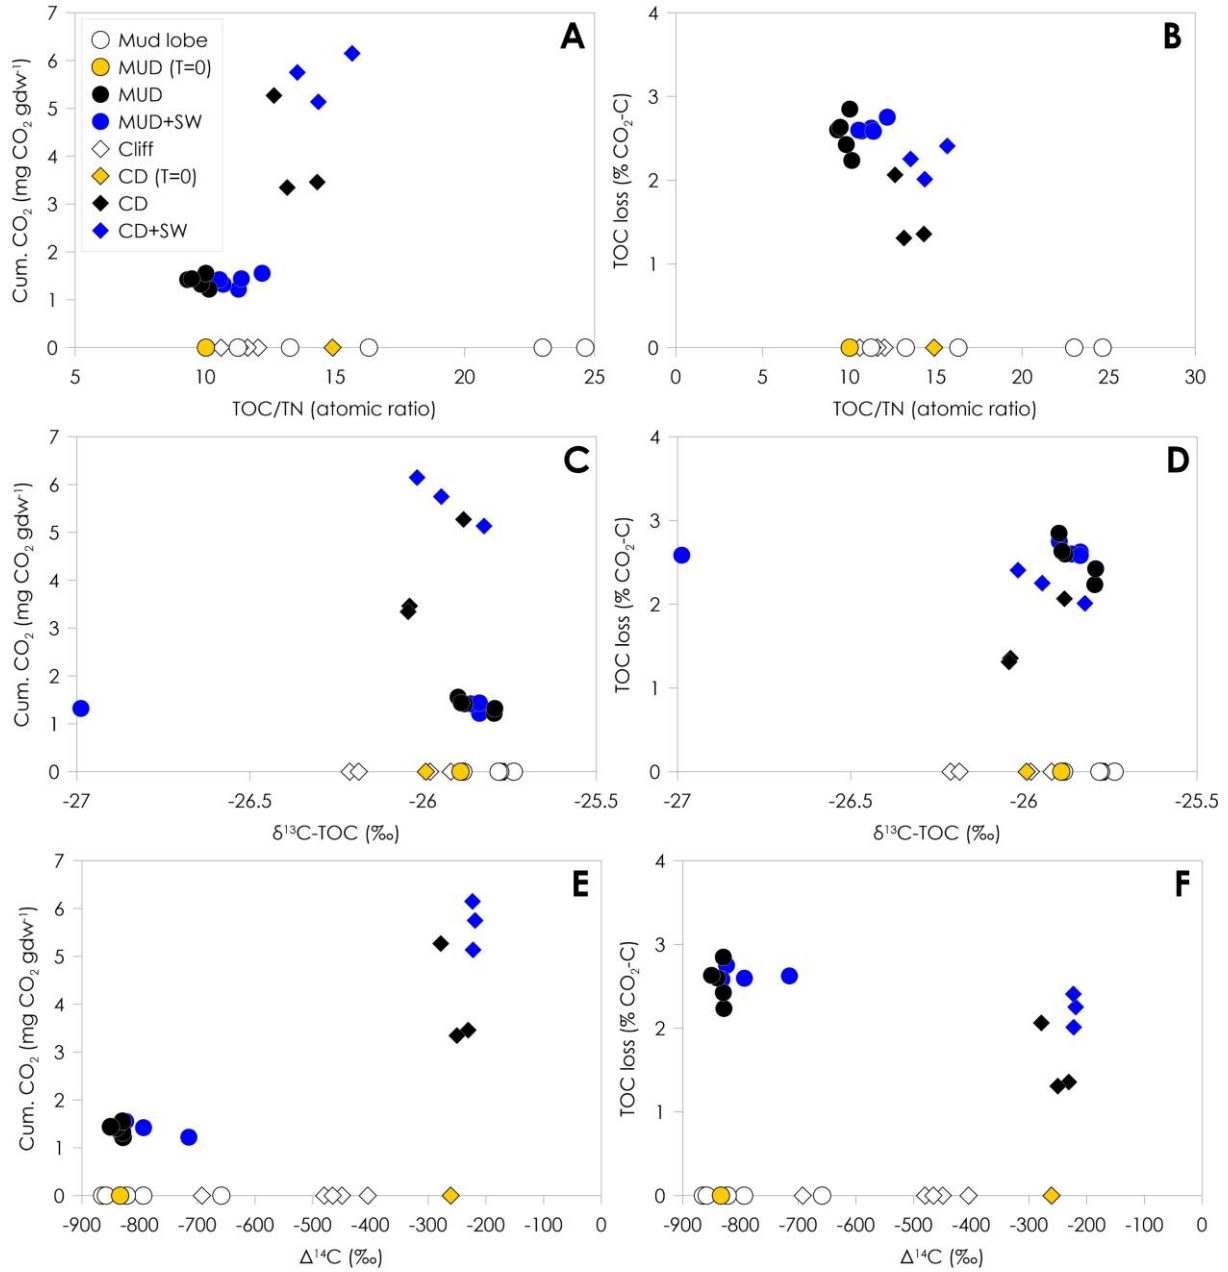 A
Cum. CO₂ (mg CO₂ gdw⁻¹)
7
6
5
4
3
2
1
0
Mud lobe
MUD (T=0)
MUD
MUD+SW
Cliff
CD (T=0)
CD
CD+SW
5 10 15 20 25
TOC/TN (atomic ratio)
B
TOC loss (% CO₂-C)
4
3
2
1
0
0 5 10 15 20 25 30
TOC/TN (atomic ratio)
C
Cum. CO₂ (mg CO₂ gdw⁻¹)
7
6
5
4
3
2
1
0
-27 -26.5 -26 -25.5
δ¹³C-TOC (‰)
D
TOC loss (% CO₂-C)
4
3
2
1
0
-27 -26.5 -26 -25.5
δ¹³C-TOC (‰)
E
Cum. CO₂ (mg CO₂ gdw⁻¹)
7
6
5
4
3
2
1
0
-900 -800 -700 -600 -500 -400 -300 -200 -100 0
Δ¹⁴C (‰)
F
TOC loss (% CO₂-C)
4
3
2
1
0
-900 -800 -700 -600 -500 -400 -300 -200 -100 0
Δ¹⁴C (‰)